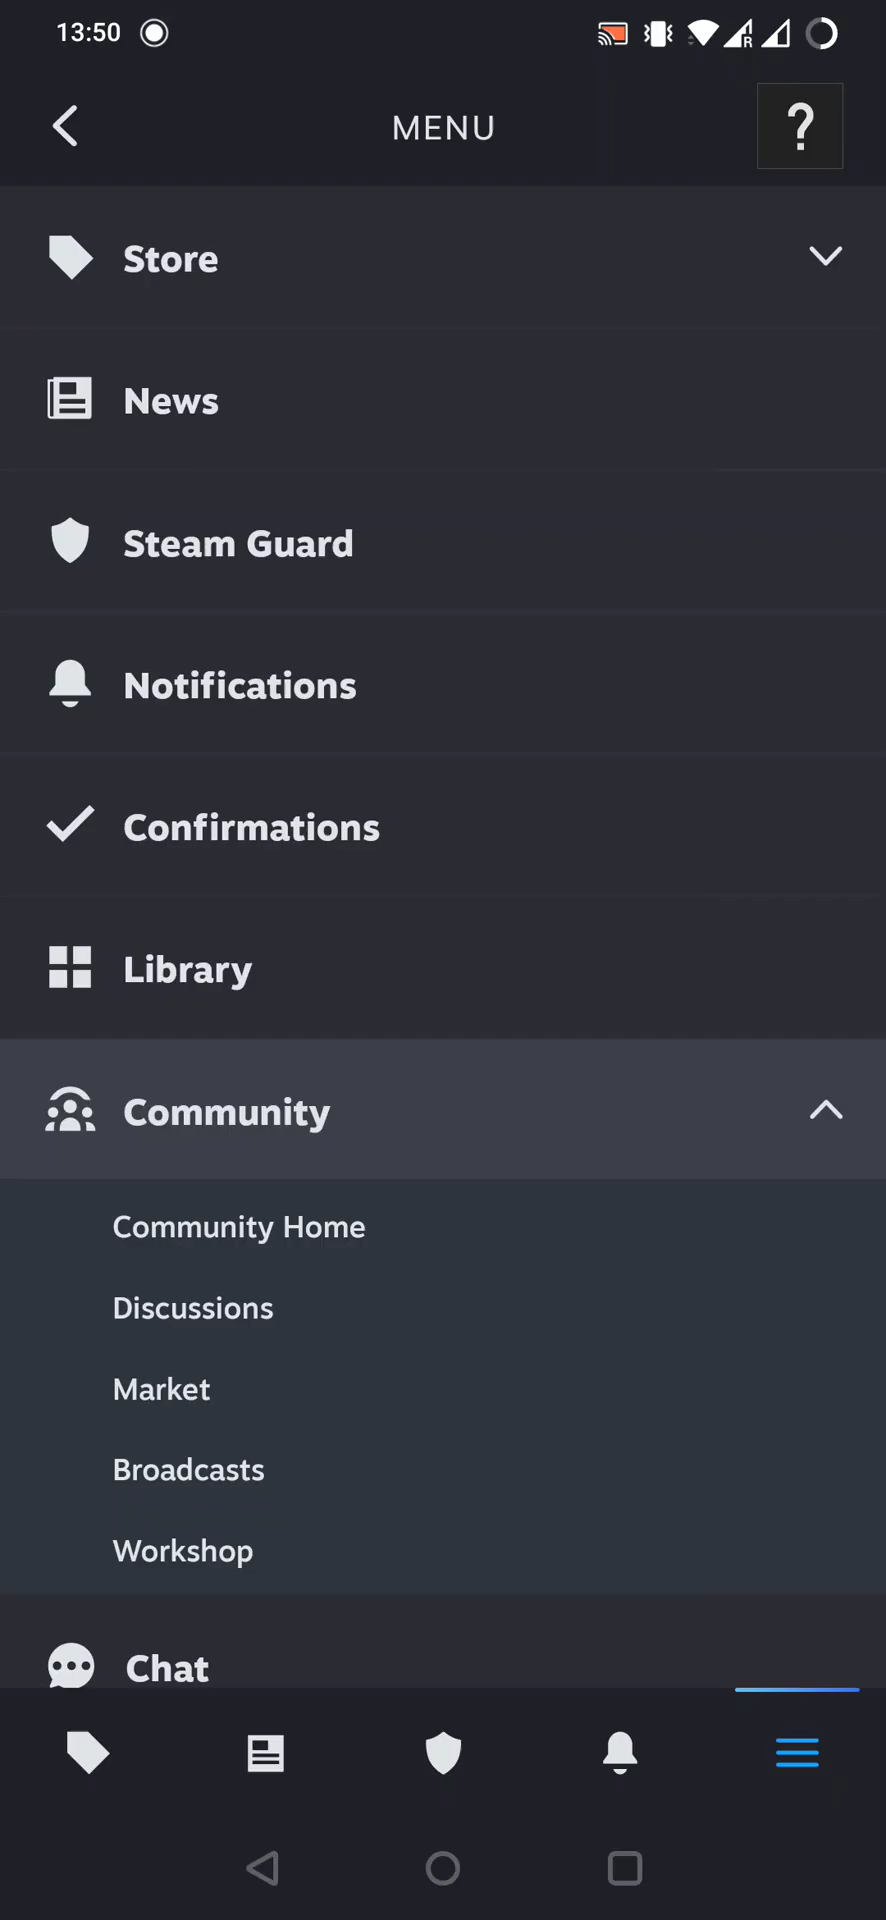 13:50
R
MENU
?
Store
News
Steam Guard
Notifications
Confirmations
Library
Community
Community Home
Discussions
Market
Broadcasts
Workshop
Chat